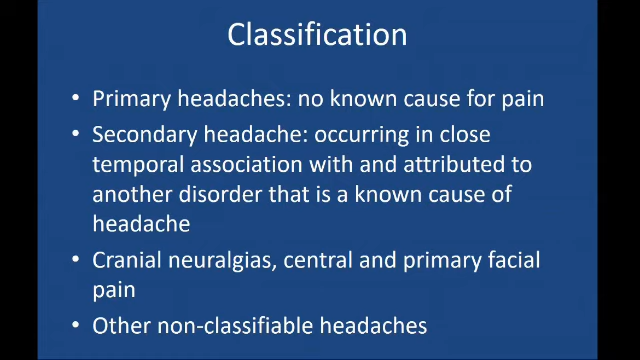 Classification
• Primary headaches: no known cause for pain
• Secondary headache: occurring in close
temporal association with and attributed to
another disorder that is a known cause of
headache
• Cranial neuralgias, central and primary facial
pain
• Other non-classifiable headaches